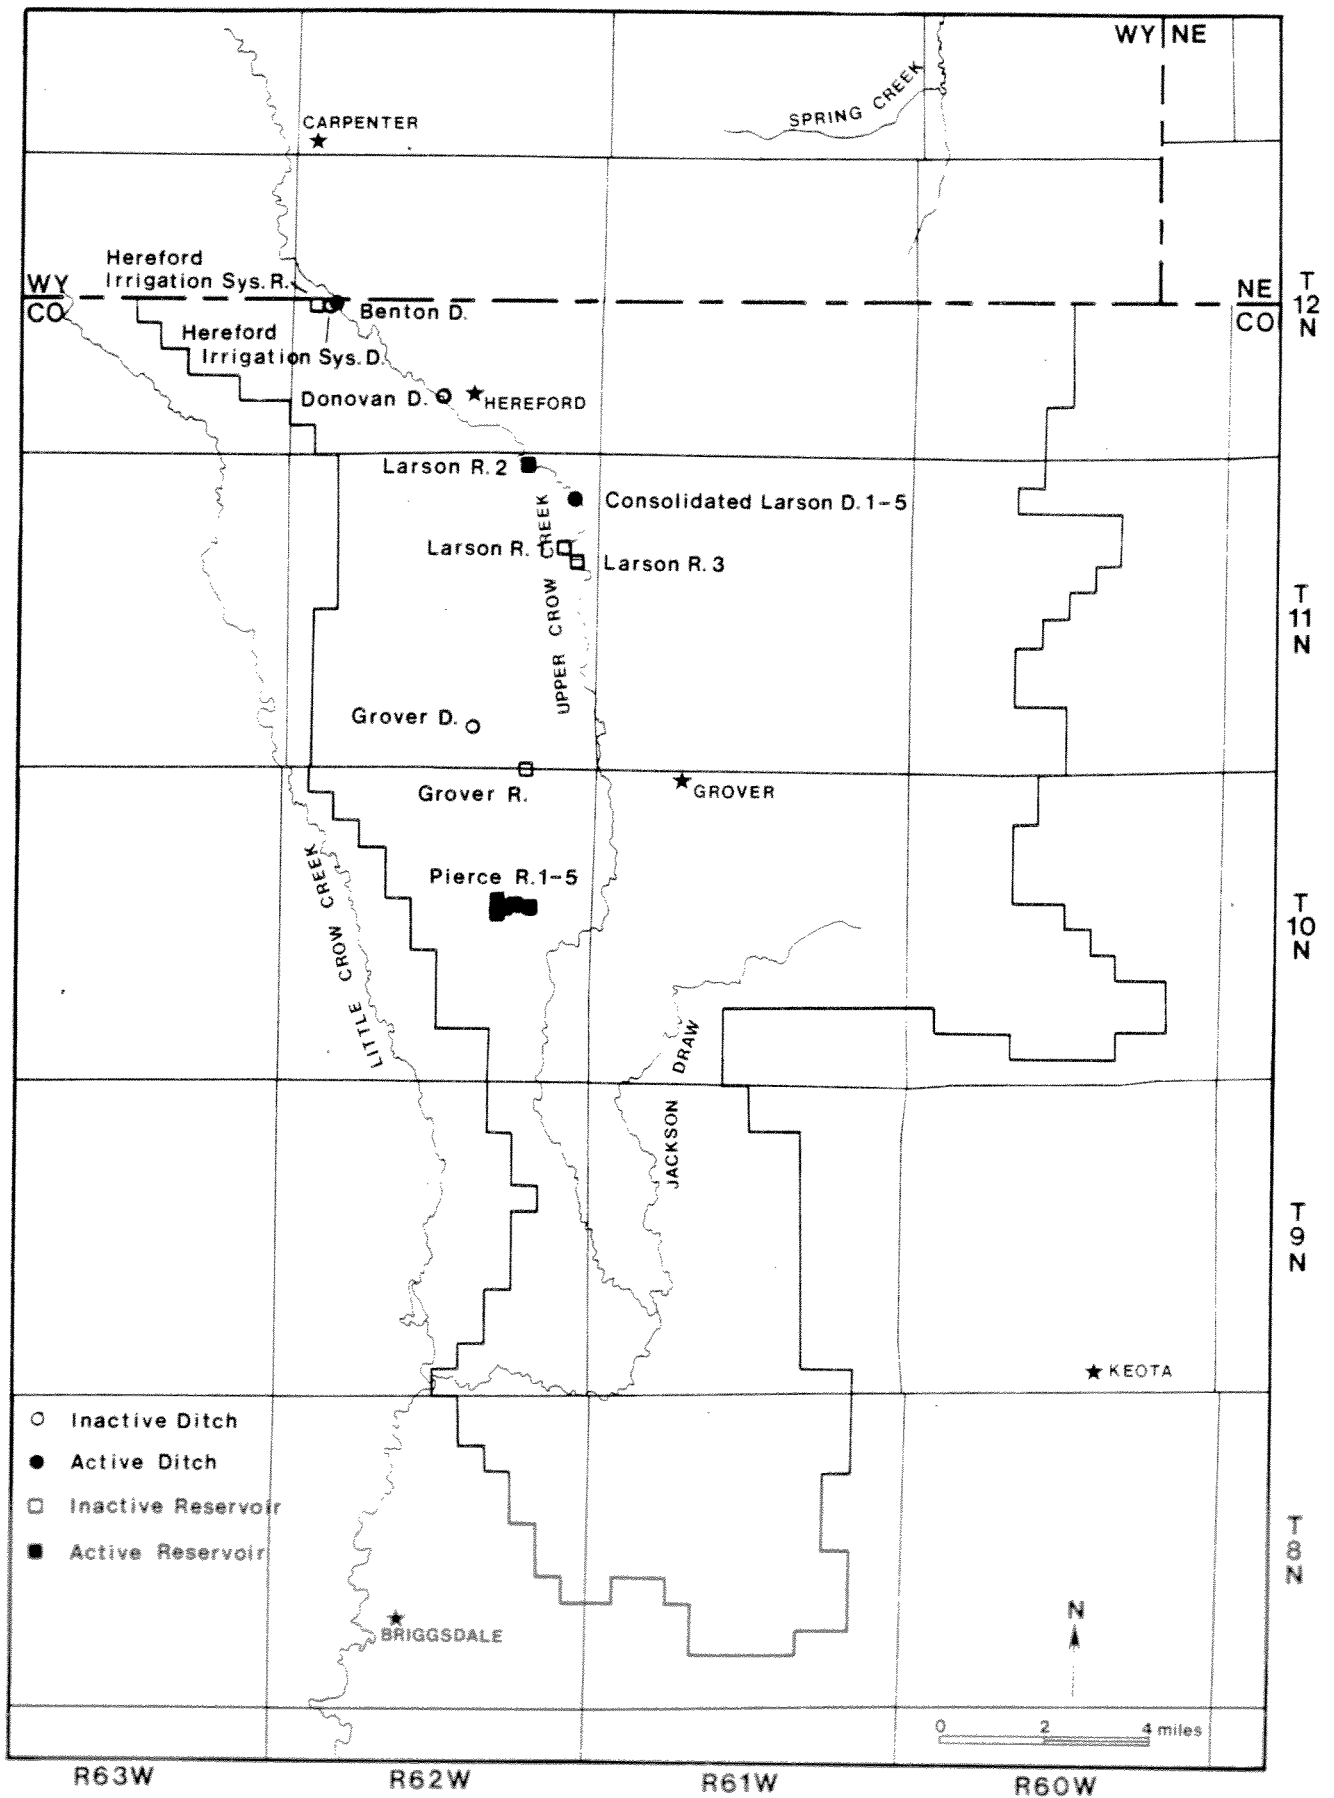 WY NE
SPRING CREEK
CARPENTER
Hereford
Irrigation Sys. R.
WY
CO
NE
CO
T
12
N
Benton D.
Hereford
Irrigation Sys. D.
Donovan D.
HEREFORD
Larson R. 2
Consolidated Larson D. 1-5
Larson R. 1
Larson R. 3
UPPER CROW CREEK
T
11
N
Grover D.
Grover R.
GROVER
Pierce R. 1-5
LITTLE CROW CREEK
T
10
N
JACKSON DRAW
T
9
N
KEOTA
Inactive Ditch
Active Ditch
Inactive Reservoir
Active Reservoir
T
8
N
BRIGGSDALE
N
0 2 4 miles
R63W R62W R61W R60W